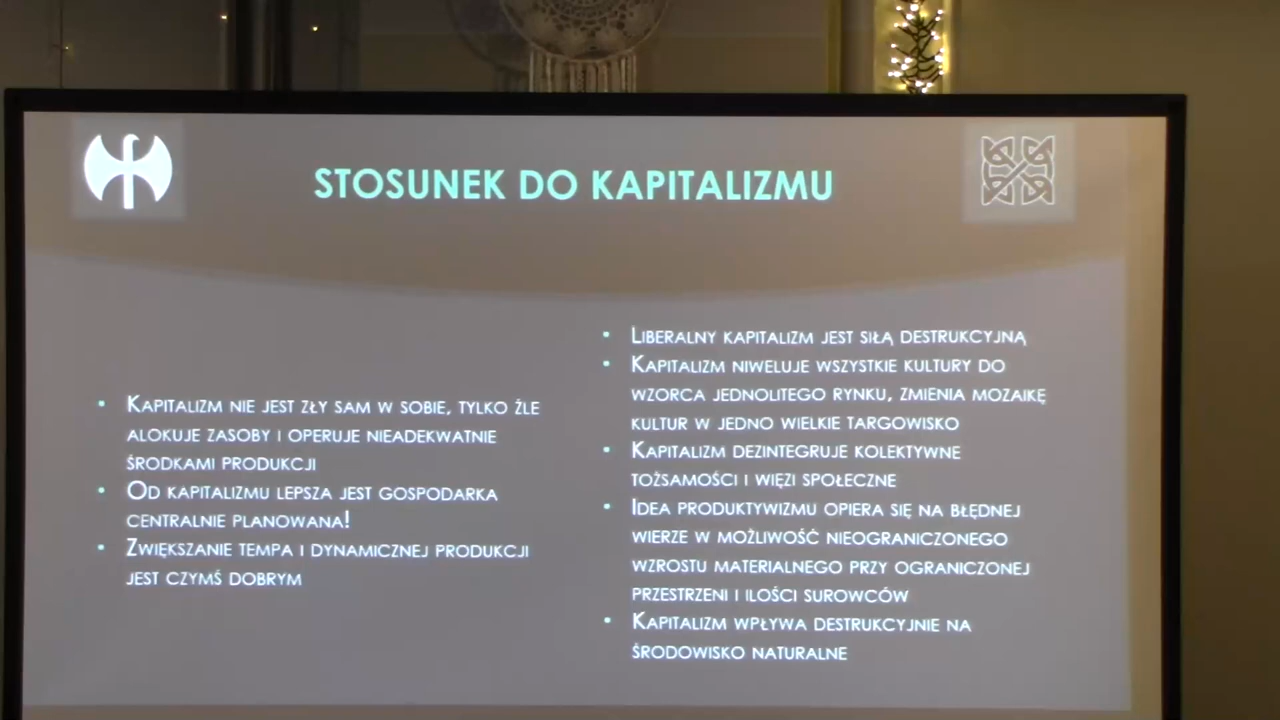 STOSUNEK DO KAPITALIZMU
• Kapitalizm nie jest zły sam w sobie, tylko źle
alokuje zasoby i operuje nieadekwatnie
środkami produkcji
• Od kapitalizmu lepsza jest gospodarka
centralnie planowana!
• Zwiększanie tempa i dynamicznej produkcji
jest czymś dobrym
• Liberalny kapitalizm jest siłą destrukcyjną
• Kapitalizm niweluje wszystkie kultury do
wzorca jednolitego rynku, zmienia mozaikę
kultur w jedno wielkie targowisko
• Kapitalizm dezintegruje kolektywne
tożsamości i więzi społeczne
• Idea produktywizmu opiera się na błędnej
wierze w możliwość nieograniczonego
wzrostu materialnego przy ograniczonej
przestrzeni i ilości surowców
• Kapitalizm wpływa destrukcyjnie na
środowisko naturalne